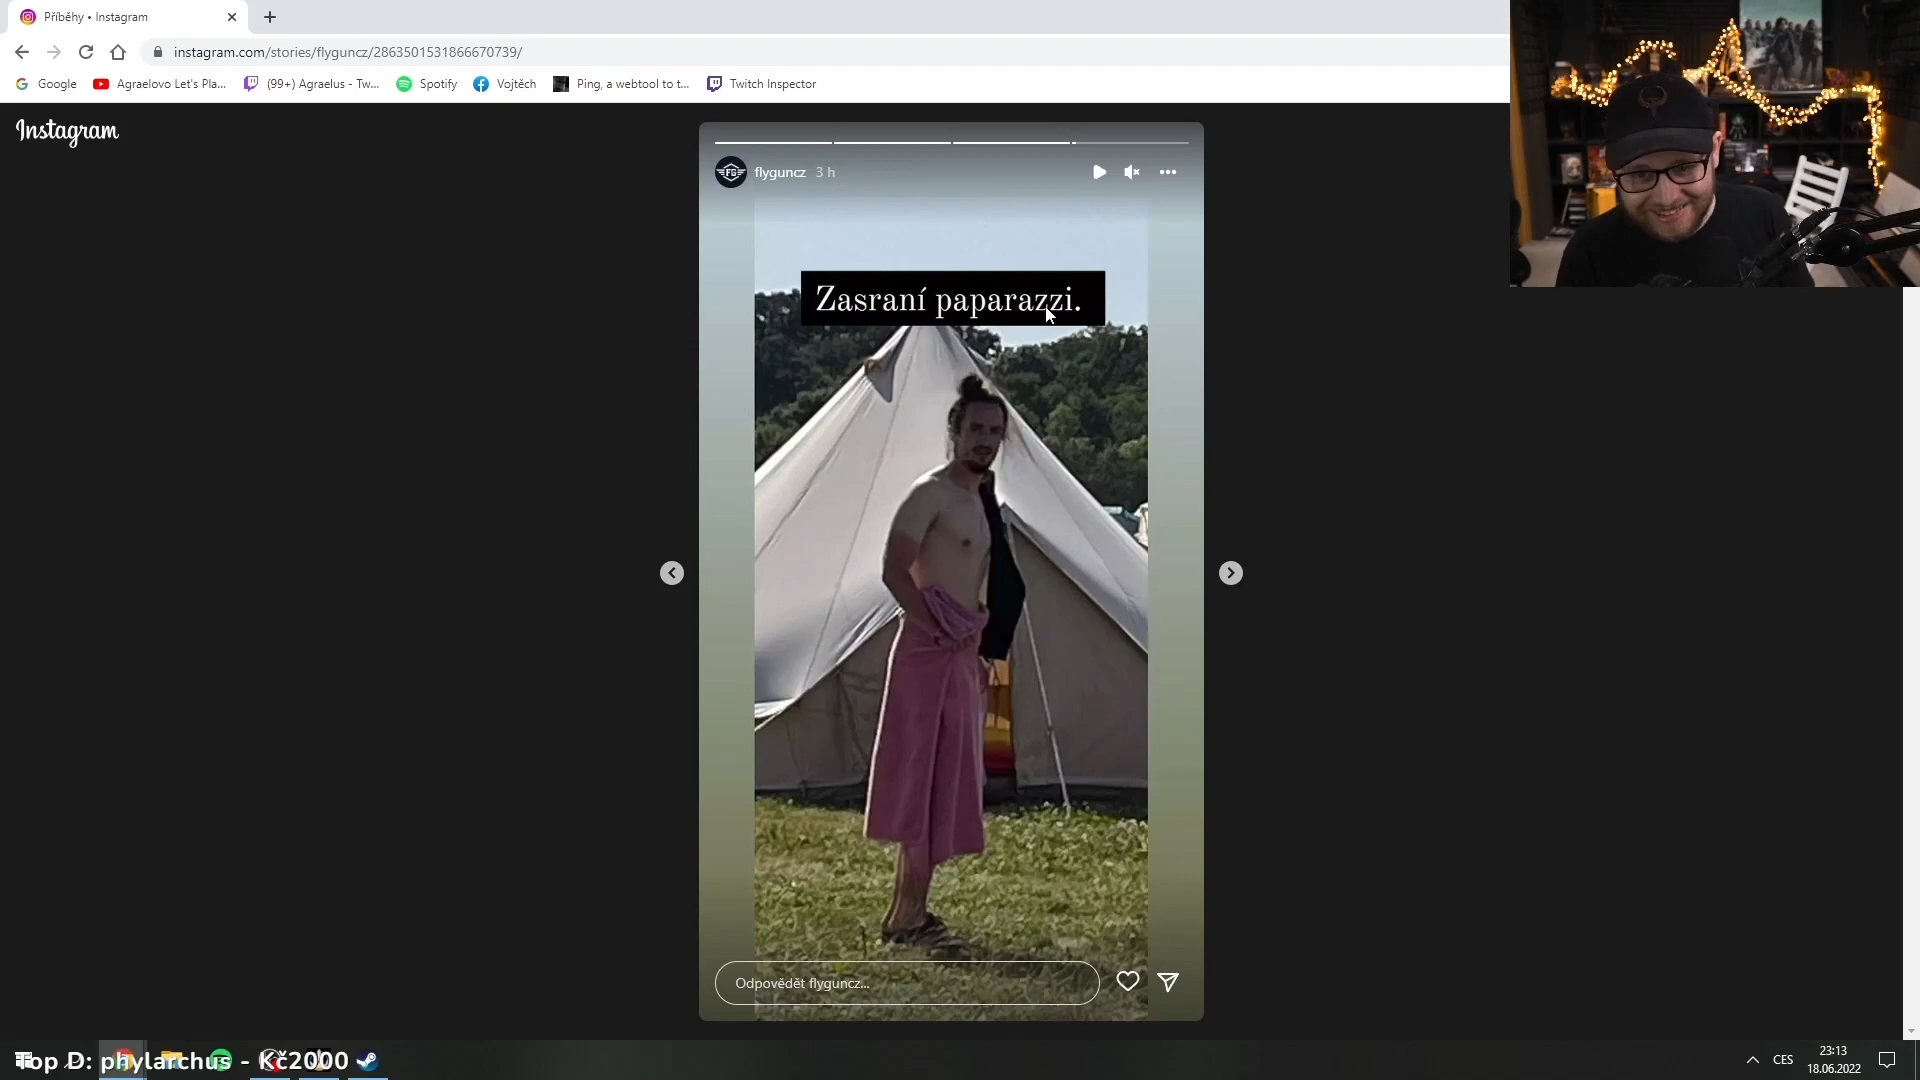 Příběhy • Instagram
instagram.com/stories/flyguncz/2863501531866670739/
Google
Agraelovo Let's Pla...
(99+) Agraelus - Tw...
Spotify
Vojtěch
Ping, a webtool to t...
Twitch Inspector
Instagram
FG
flyguncz 3 h
Zasraní paparazzi.
Odpovědět flyguncz...
Top D: phylarchus - Kč2000
CES
23:13
18.06.2022